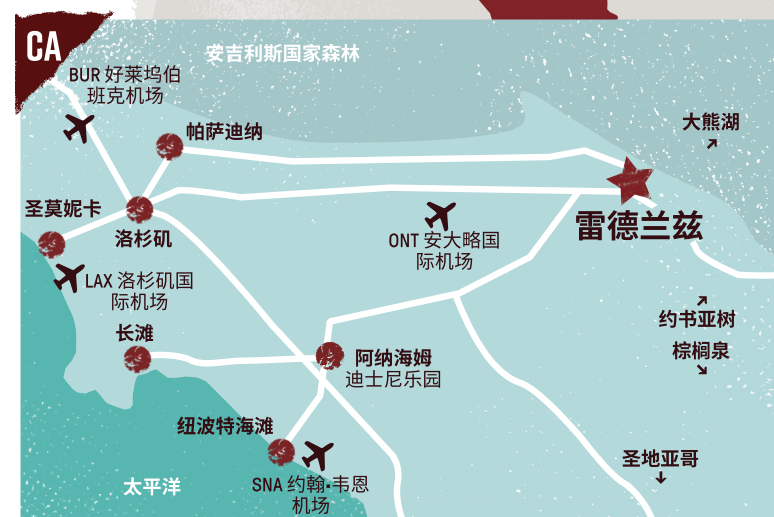 CA
安吉利斯国家森林
BUR 好莱坞伯
班克机场
帕萨迪纳
大熊湖
圣莫妮卡
洛杉矶
ONT 安大略国
际机场
雷德兰兹
LAX 洛杉矶国
际机场
长滩
约书亚树
棕榈泉
阿纳海姆
迪士尼乐园
纽波特海滩
圣地亚哥
太平洋
SNA 约翰·韦恩
机场